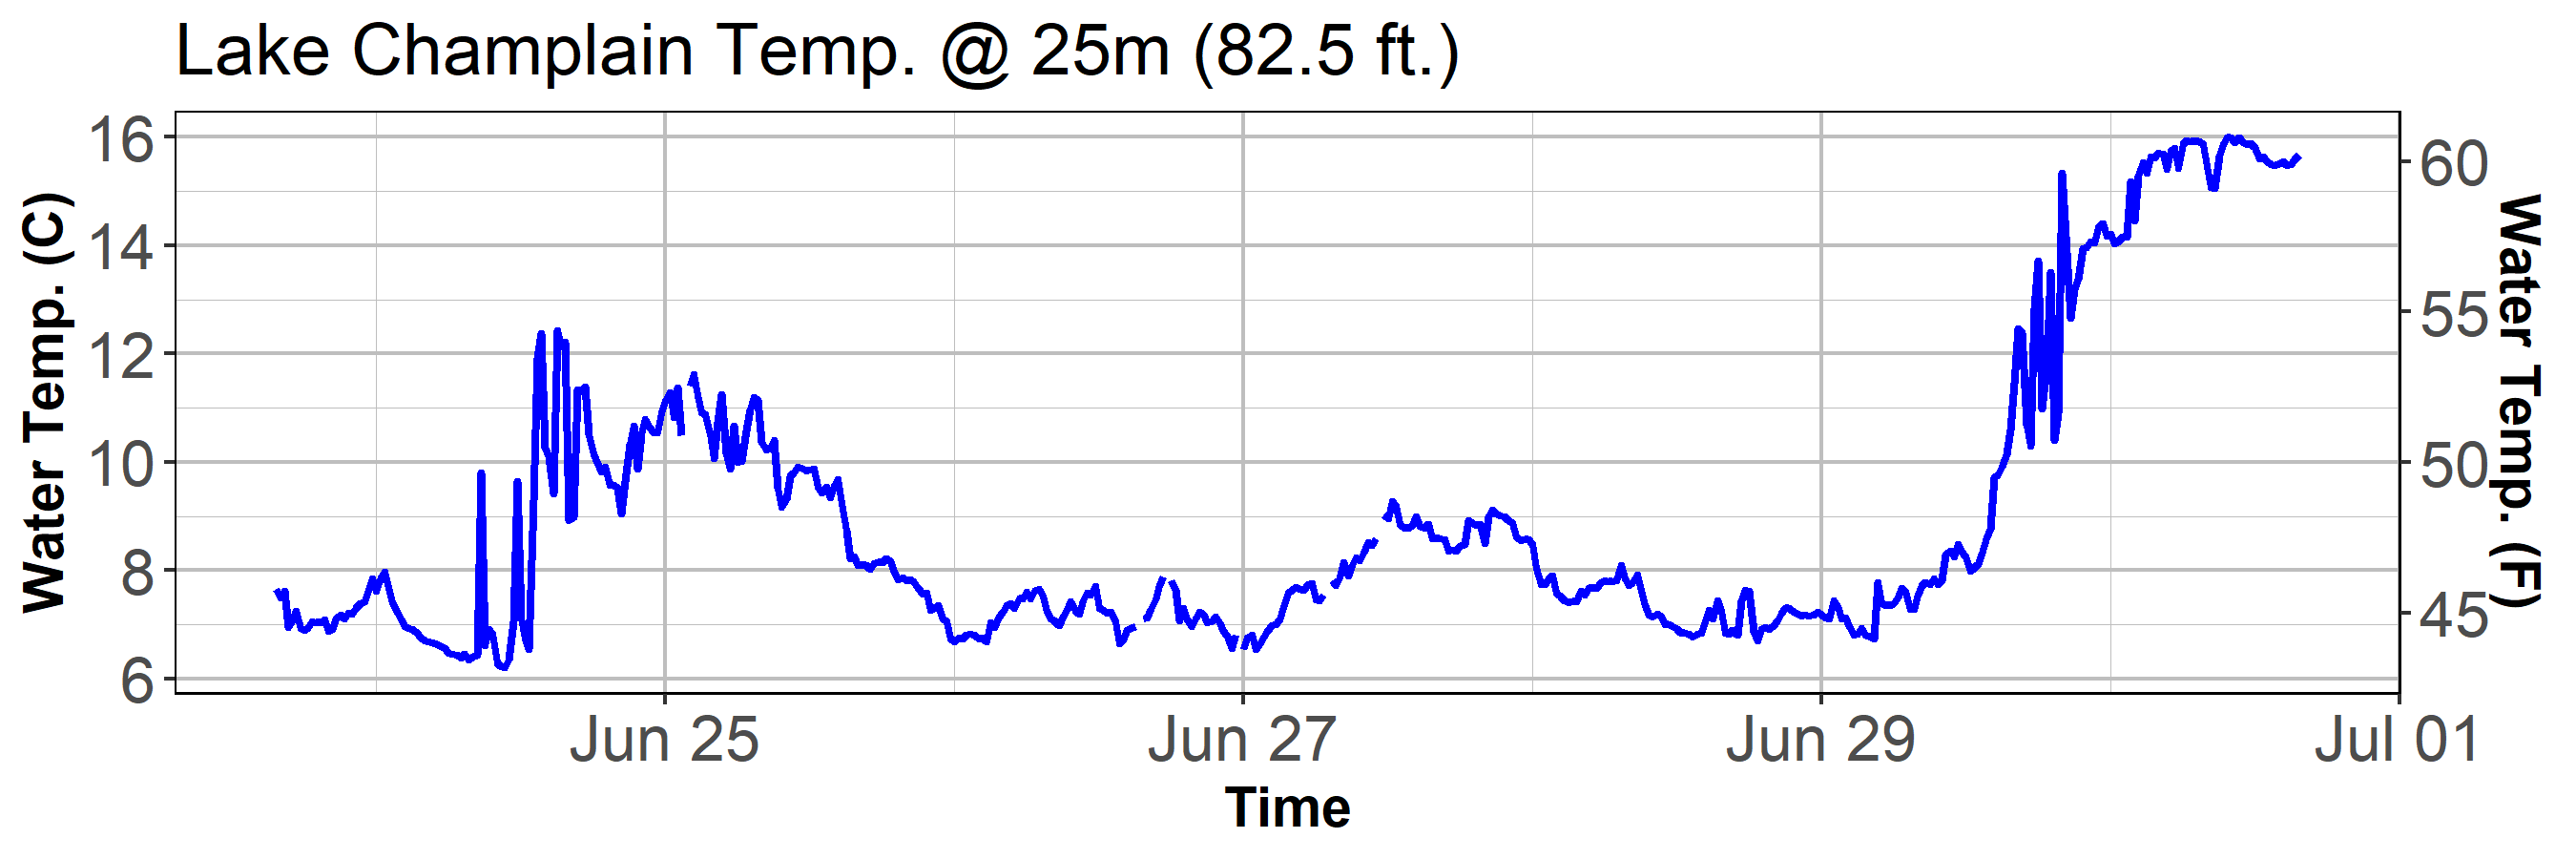 Lake Champlain Temp. @ 25m (82.5 ft.)
Water Temp. (C)
16
14
12
10
8
6
60
55
50
45
Water Temp. (F)
Jun 25
Jun 27
Jun 29
Jul 01
Time